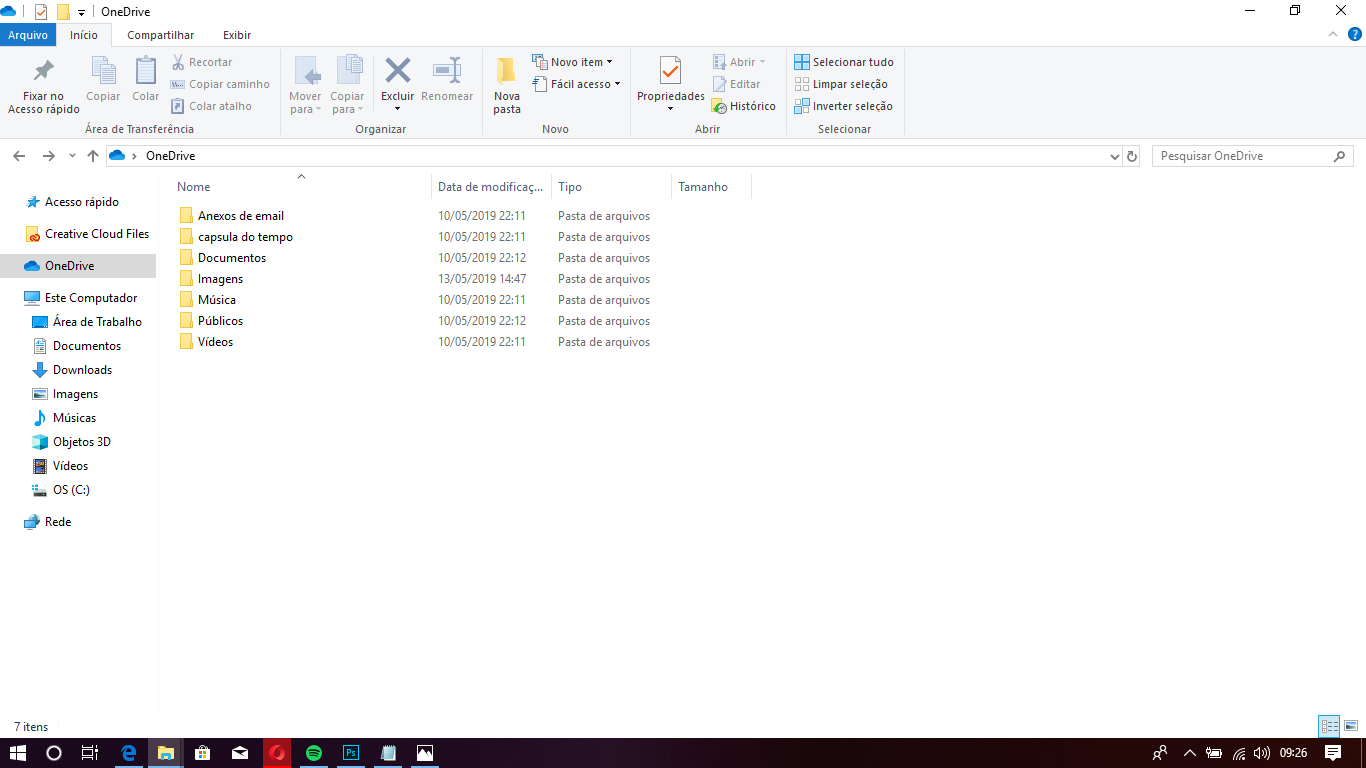 OneDrive
Arquivo Início Compartilhar Exibir
Fixar no Acesso rápido
Copiar
Colar
Recortar
Copiar caminho
Colar atalho
Área de Transferência
Mover para
Copiar para
Excluir
Renomear
Organizar
Nova pasta
Novo item
Fácil acesso
Novo
Propriedades
Abrir
Editar
Histórico
Abrir
Selecionar tudo
Limpar seleção
Inverter seleção
Selecionar
OneDrive
Pesquisar OneDrive
Acesso rápido
Creative Cloud Files
OneDrive
Este Computador
Área de Trabalho
Documentos
Downloads
Imagens
Músicas
Objetos 3D
Vídeos
OS (C:)
Rede
Nome Data de modificaç... Tipo Tamanho
Anexos de email 10/05/2019 22:11 Pasta de arquivos
capsula do tempo 10/05/2019 22:11 Pasta de arquivos
Documentos 10/05/2019 22:12 Pasta de arquivos
Imagens 13/05/2019 14:47 Pasta de arquivos
Música 10/05/2019 22:11 Pasta de arquivos
Públicos 10/05/2019 22:12 Pasta de arquivos
Vídeos 10/05/2019 22:11 Pasta de arquivos
7 itens
Ps
09:26